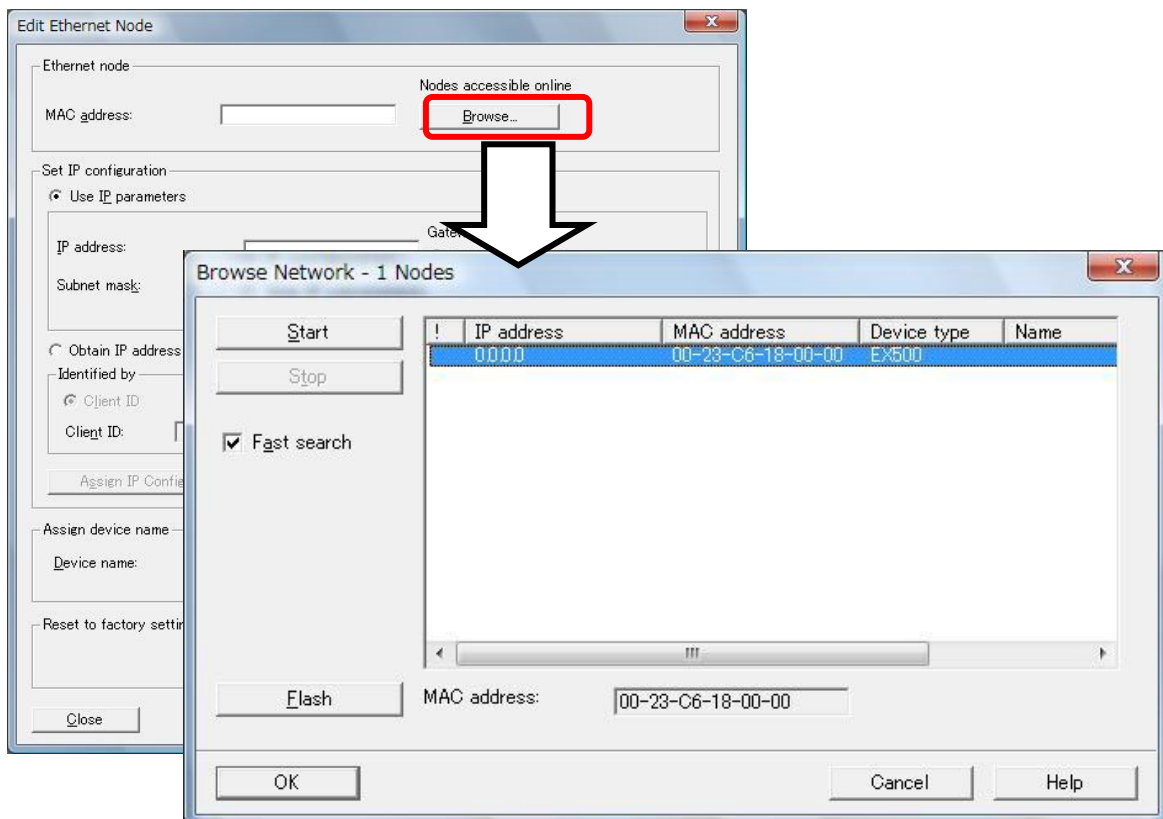 Edit Ethernet Node
Ethernet node
Nodes accessible online
MAC address:
Browse...
Set IP configuration
Use IP parameters
IP address:
Subnet mask:
Obtain IP address
Identified by
Client ID
Client ID:
Assign device name
Device name:
Reset to factory
Close
Browse Network - 1 Nodes
Start
Stop
Fast search
! IP address MAC address Device type Name
0.0.0.0 00-23-C6-18-00-00 EX500
Flash
MAC address: 00-23-C6-18-00-00
OK
Cancel
Help